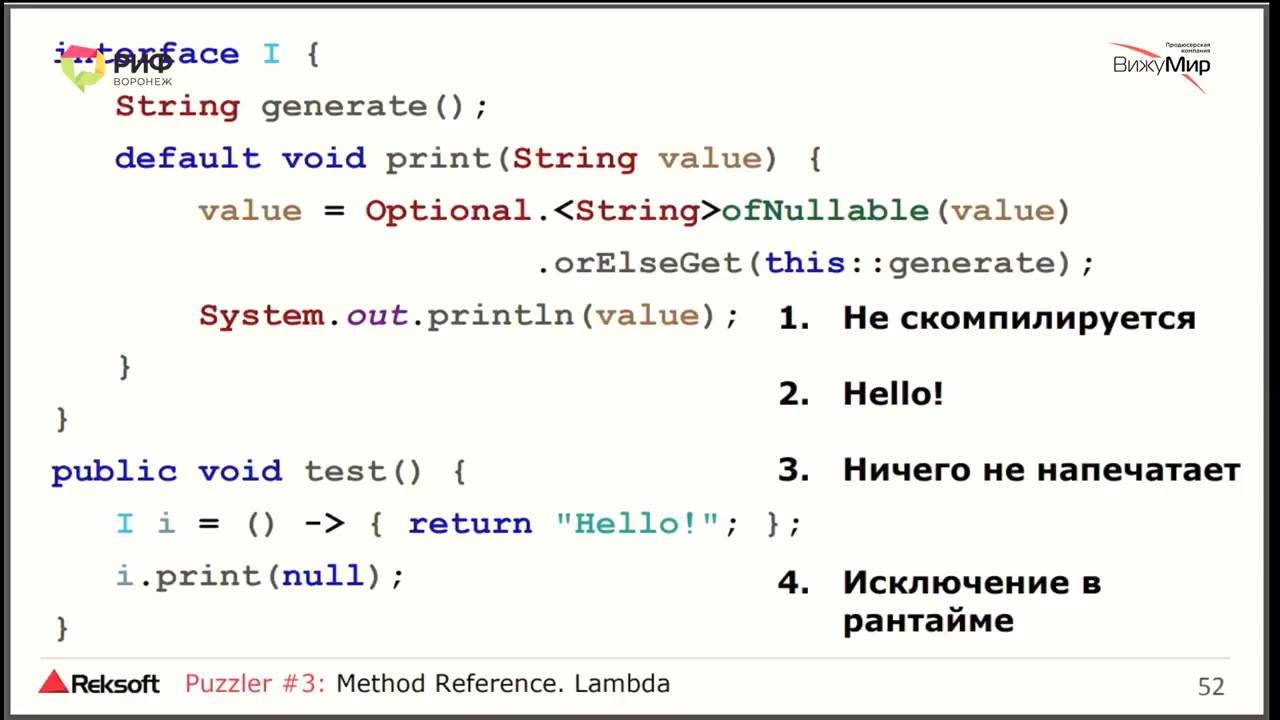 interface I {
РИФ
ВОРОНЕЖ
Продюсерская
компания
ВижуМир
String generate();
default void print(String value) {
value = Optional.<String>ofNullable(value)
.orElseGet(this::generate);
System.out.println(value);
}
}
public void test() {
I i = () -> { return "Hello!"; };
i.print(null);
}
1. Не скомпилируется
2. Hello!
3. Ничего не напечатает
4. Исключение в
рантайме
Reksoft
Puzzler #3: Method Reference. Lambda
52